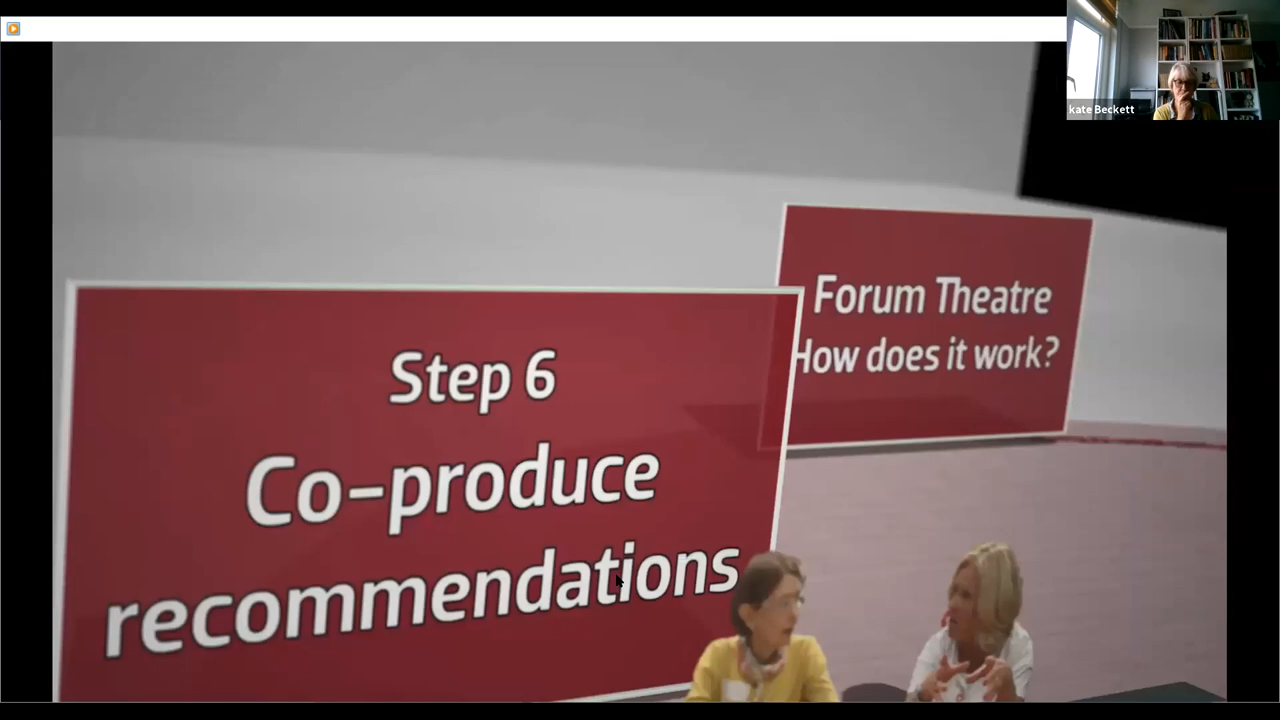 kate Beckett
Forum Theatre
How does it work?
Step 6
Co-produce
recommendations